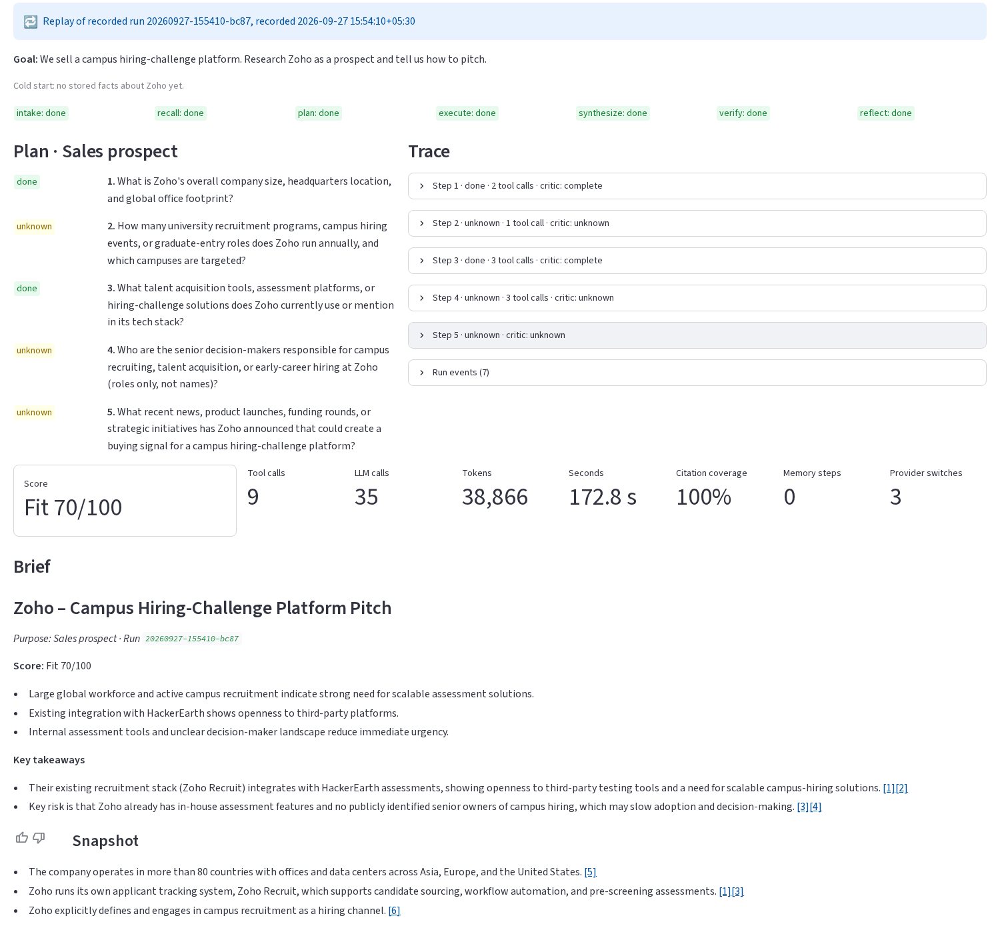 Replay of recorded run 20260927-155410-bc87, recorded 2026-09-27 15:54:10+05:30
Goal: We sell a campus hiring-challenge platform. Research Zoho as a prospect and tell us how to pitch.
Cold start: no stored facts about Zoho yet.
intake: done
recall: done
plan: done
execute: done
synthesize: done
verify: done
reflect: done
Plan · Sales prospect
done
1. What is Zoho's overall company size, headquarters location,
and global office footprint?
unknown
2. How many university recruitment programs, campus hiring
events, or graduate-entry roles does Zoho run annually, and
which campuses are targeted?
done
3. What talent acquisition tools, assessment platforms, or
hiring-challenge solutions does Zoho currently use or mention
in its tech stack?
unknown
4. Who are the senior decision-makers responsible for campus
recruiting, talent acquisition, or early-career hiring at Zoho
(roles only, not names)?
unknown
5. What recent news, product launches, funding rounds, or
strategic initiatives has Zoho announced that could create a
buying signal for a campus hiring-challenge platform?
Trace
Step 1 · done · 2 tool calls · critic: complete
Step 2 · unknown · 1 tool call · critic: unknown
Step 3 · done · 3 tool calls · critic: complete
Step 4 · unknown · 3 tool calls · critic: unknown
Step 5 · unknown · critic: unknown
Run events (7)
Score
Fit 70/100
Tool calls
9
LLM calls
35
Tokens
38,866
Seconds
172.8 s
Citation coverage
100%
Memory steps
0
Provider switches
3
Brief
Zoho – Campus Hiring-Challenge Platform Pitch
Purpose: Sales prospect · Run 20260927-155410-bc87
Score: Fit 70/100
Large global workforce and active campus recruitment indicate strong need for scalable assessment solutions.
Existing integration with HackerEarth shows openness to third-party platforms.
Internal assessment tools and unclear decision-maker landscape reduce immediate urgency.
Key takeaways
Their existing recruitment stack (Zoho Recruit) integrates with HackerEarth assessments, showing openness to third-party testing tools and a need for scalable campus-hiring solutions. [1][2]
Key risk is that Zoho already has in-house assessment features and no publicly identified senior owners of campus hiring, which may slow adoption and decision-making. [3][4]
Snapshot
The company operates in more than 80 countries with offices and data centers across Asia, Europe, and the United States. [5]
Zoho runs its own applicant tracking system, Zoho Recruit, which supports candidate sourcing, workflow automation, and pre-screening assessments. [1][3]
Zoho explicitly defines and engages in campus recruitment as a hiring channel. [6]